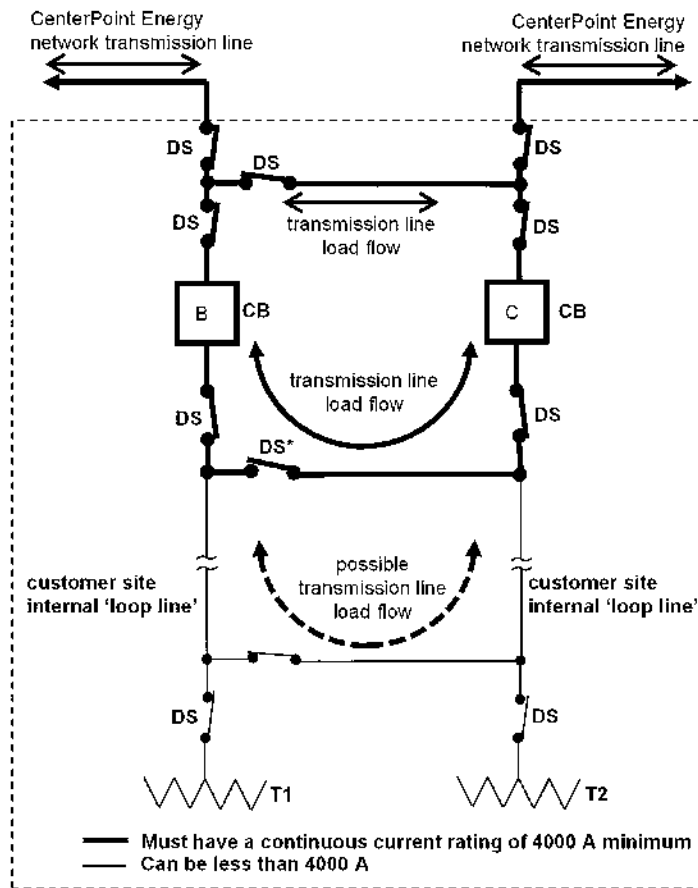 CenterPoint Energy
network transmission line
CenterPoint Energy
network transmission line
DS
DS
DS
transmission line
load flow
DS
DS
B
CB
C
CB
transmission line
load flow
DS
DS
DS*
customer site
internal ‘loop line’
possible
transmission line
load flow
customer site
internal ‘loop line’
DS
DS
T1
T2
Must have a continuous current rating of 4000 A minimum
Can be less than 4000 A